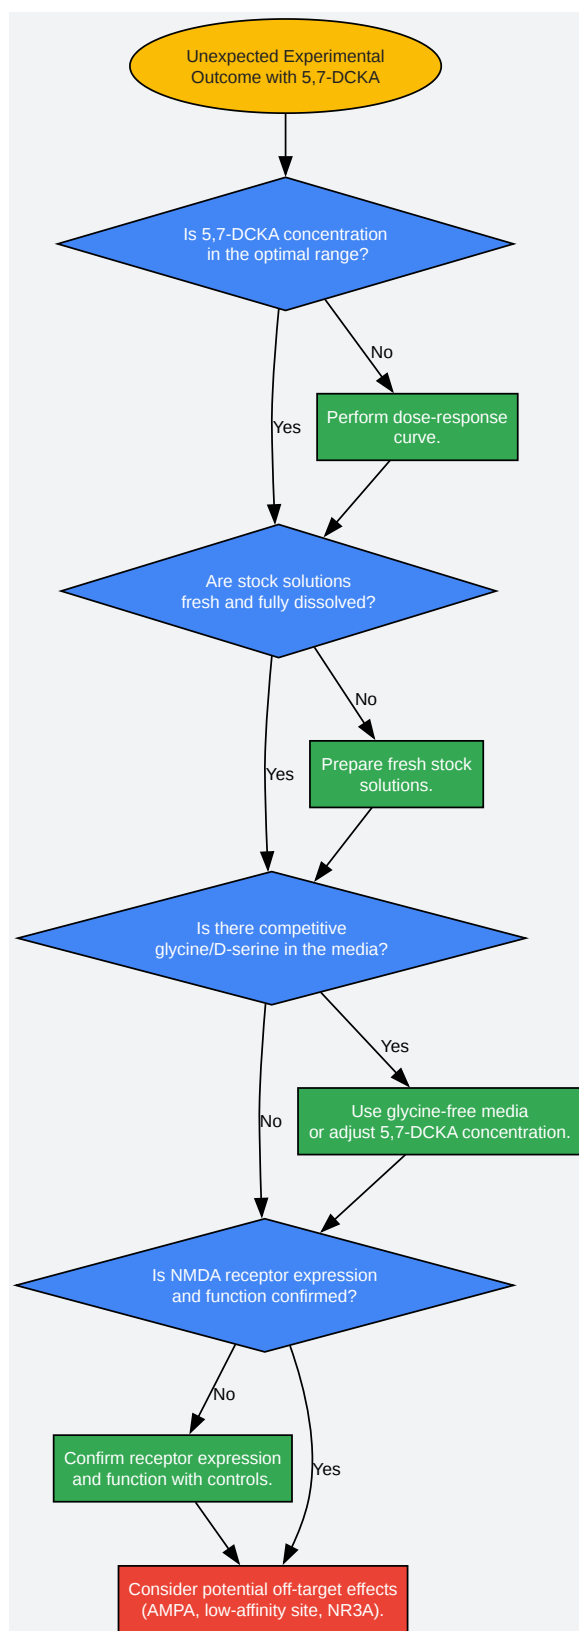 Unexpected Experimental
Outcome with 5,7-DCKA
Is 5,7-DCKA concentration
in the optimal range?
No
Perform dose-response
curve.
Yes
Are stock solutions
fresh and fully dissolved?
No
Prepare fresh stock
solutions.
Yes
Is there competitive
glycine/D-serine in the media?
Yes
Use glycine-free media
or adjust 5,7-DCKA concentration.
No
Is NMDA receptor expression
and function confirmed?
No
Confirm receptor expression
and function with controls.
Yes
Consider potential off-target effects
(AMPA, low-affinity site, NR3A).